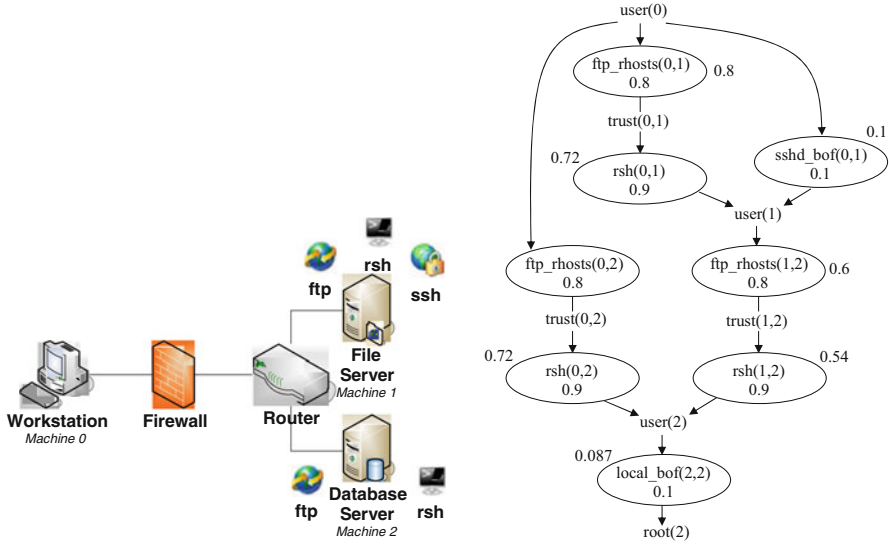 rsh
ftp
ssh
File
Server
Machine 1
Workstation
Machine 0
Firewall
Router
Database
Server
Machine 2
ftp
rsh
user(0)
ftp_rhosts(0,1)
0.8
0.8
trust(0,1)
0.1
sshd_bof(0,1)
0.1
0.72
rsh(0,1)
0.9
user(1)
ftp_rhosts(0,2)
0.8
ftp_rhosts(1,2)
0.8
0.6
trust(0,2)
trust(1,2)
0.72
rsh(0,2)
0.9
0.54
rsh(1,2)
0.9
user(2)
0.087
local_bof(2,2)
0.1
root(2)